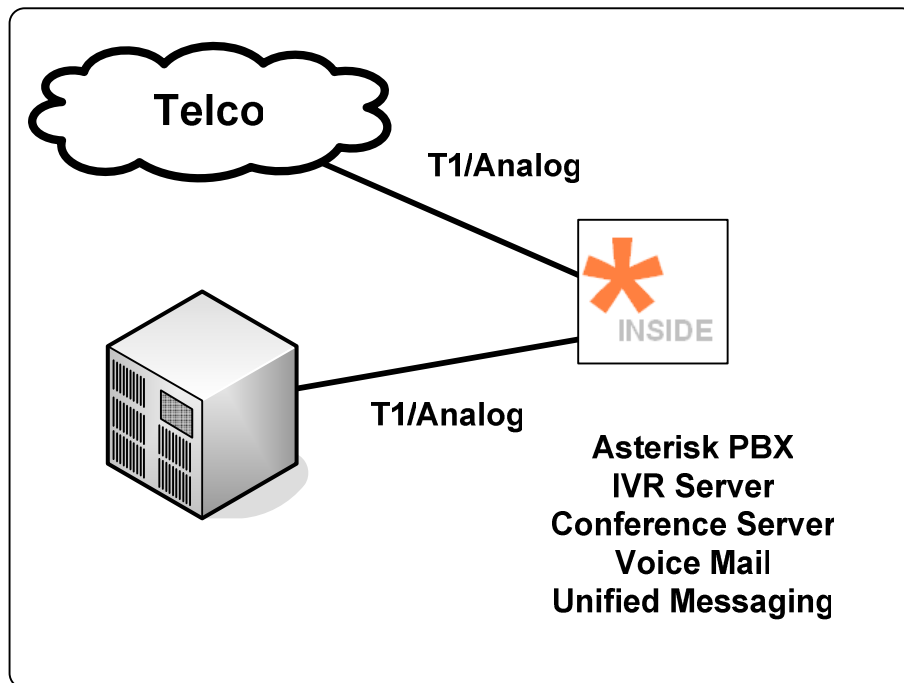 Telco
T1/Analog
INSIDE
T1/Analog
Asterisk PBX
IVR Server
Conference Server
Voice Mail
Unified Messaging